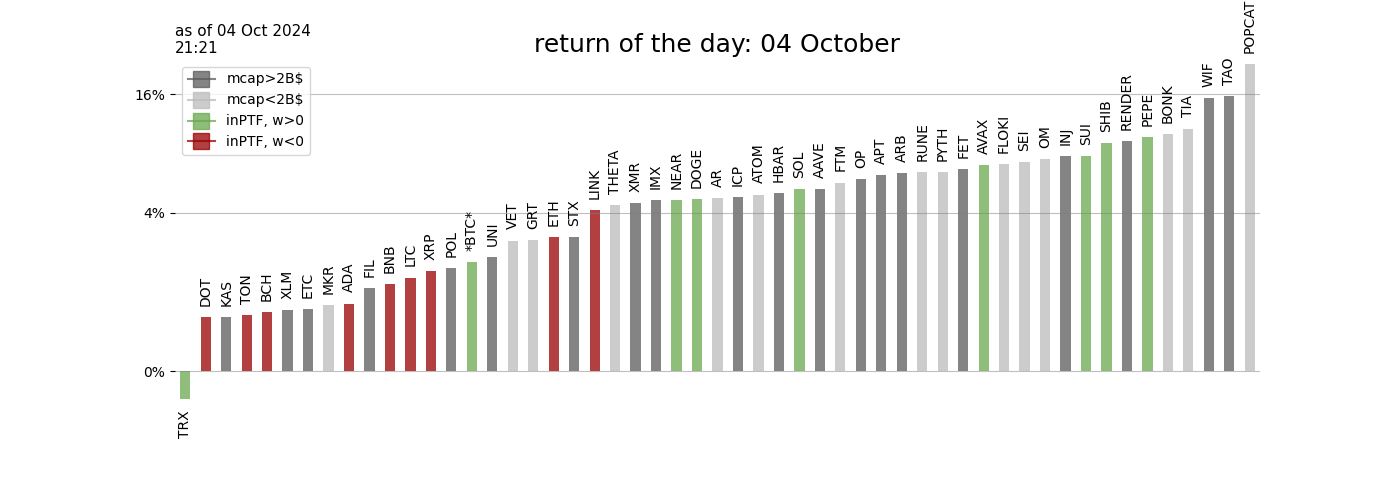 as of 04 Oct 2024
21:21
return of the day: 04 October
mcap>2B$
mcap<2B$
inPTF, w>0
inPTF, w<0
16%
4%
0%
TRX
DOT
KAS
TON
BCH
XLM
ETC
MKR
ADA
FIL
BNB
LTC
XRP
POL
*BTC*
UNI
VET
GRT
ETH
STX
LINK
THETA
XMR
IMX
NEAR
DOGE
AR
ICP
ATOM
HBAR
SOL
AAVE
FTM
OP
APT
ARB
RUNE
PYTH
FET
AVAX
FLOKI
SEI
OM
INJ
SUI
SHIB
RENDER
PEPE
BONK
TIA
WIF
TAO
POPCAT